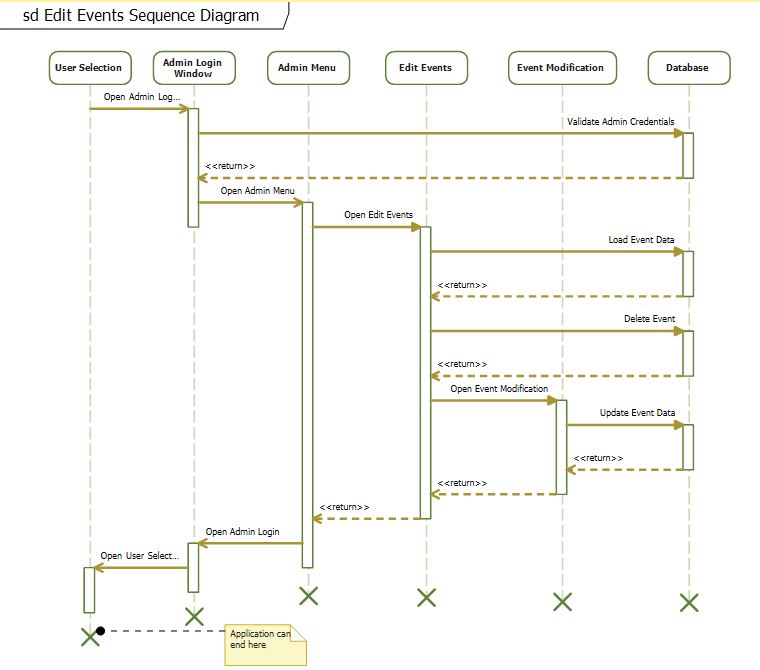 sd Edit Events Sequence Diagram
User Selection
Admin Login
Window
Admin Menu
Edit Events
Event Modification
Database
Open Admin Log...
Validate Admin Credentials
<<return>>
Open Admin Menu
Open Edit Events
Load Event Data
<<return>>
Delete Event
<<return>>
Open Event Modification
Update Event Data
<<return>>
<<return>>
<<return>>
Open Admin Login
Open User Select...
Application can
end here